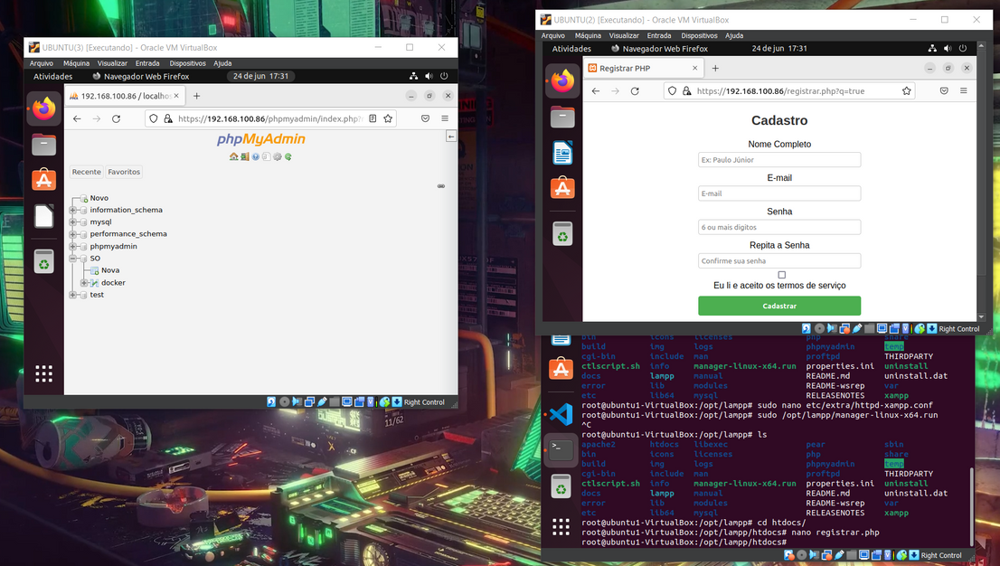 UBUNTU(3) [Executando] - Oracle VM VirtualBox
Arquivo Máquina Visualizar Entrada Dispositivos Ajuda
Atividades Navegador Web Firefox 24 de jun 17:31
192.168.100.86 / localho
https://192.168.100.86/phpmyadmin/index.php?
phpMyAdmin
Recente Favoritos
Novo
information_schema
mysql
performance_schema
phpmyadmin
SO
Nova
docker
test
Right Control
11/62
UBUNTU(2) [Executando] - Oracle VM VirtualBox
Arquivo Máquina Visualizar Entrada Dispositivos Ajuda
Atividades Navegador Web Firefox 24 de jun 17:31
Registrar PHP
https://192.168.100.86/registrar.php?q=true
Cadastro
Nome Completo
Ex: Paulo Júnior
E-mail
E-mail
Senha
6 ou mais digitos
Repita a Senha
Confirme sua senha
Eu li e aceito os termos de serviço
Cadastrar
Right Control
bin icons licenses php share
build img logs phpmyadmin temp
cgi-bin include man proftpd THIRDPARTY
ctlscript.sh info manager-linux-x64.run properties.ini uninstall
docs lampp manual README.md uninstall.dat
error lib modules README-wsrep var
etc lib64 mysql RELEASENOTES xampp
root@ubuntu1-VirtualBox:/opt/lampp# sudo nano etc/extra/httpd-xampp.conf
root@ubuntu1-VirtualBox:/opt/lampp# sudo /opt/lampp/manager-linux-x64.run
^C
root@ubuntu1-VirtualBox:/opt/lampp# ls
apache2 htdocs libexec pear sbin
bin icons licenses php share
build img logs phpmyadmin temp
cgi-bin include man proftpd THIRDPARTY
ctlscript.sh info manager-linux-x64.run properties.ini uninstall
docs lampp manual README.md uninstall.dat
error lib modules README-wsrep var
etc lib64 mysql RELEASENOTES xampp
root@ubuntu1-VirtualBox:/opt/lampp# cd htdocs/
root@ubuntu1-VirtualBox:/opt/lampp/htdocs# nano registrar.php
root@ubuntu1-VirtualBox:/opt/lampp/htdocs#
Right Control